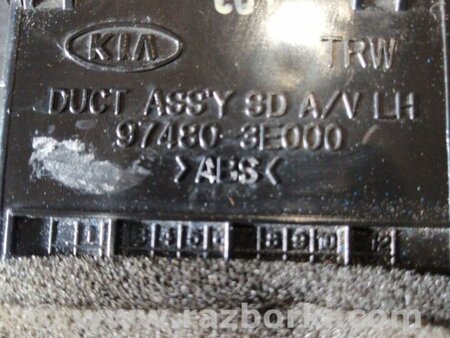 KIA TRW
DUCT ASS'Y SD A/V LH
97480-3E000
>ABS<
www.razborka.com